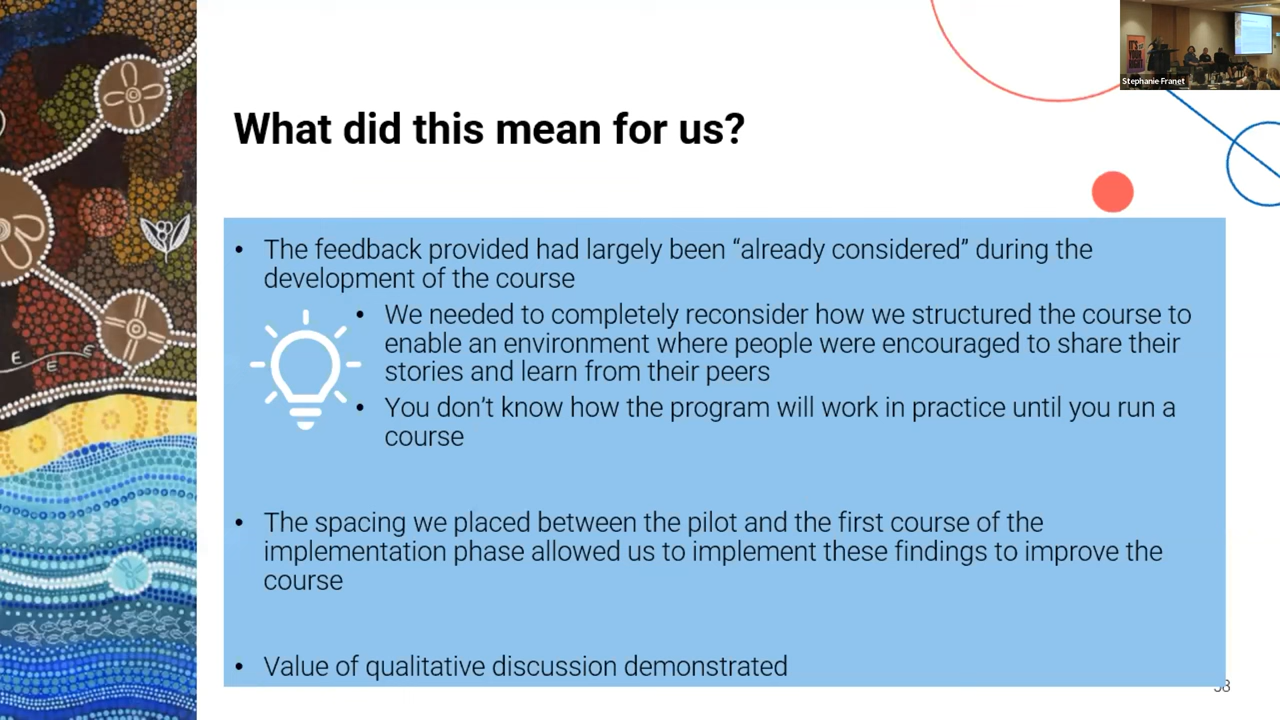 Stephanie Franet
What did this mean for us?
• The feedback provided had largely been “already considered” during the
development of the course
• We needed to completely reconsider how we structured the course to
enable an environment where people were encouraged to share their
stories and learn from their peers
• You don’t know how the program will work in practice until you run a
course
• The spacing we placed between the pilot and the first course of the
implementation phase allowed us to implement these findings to improve the
course
• Value of qualitative discussion demonstrated